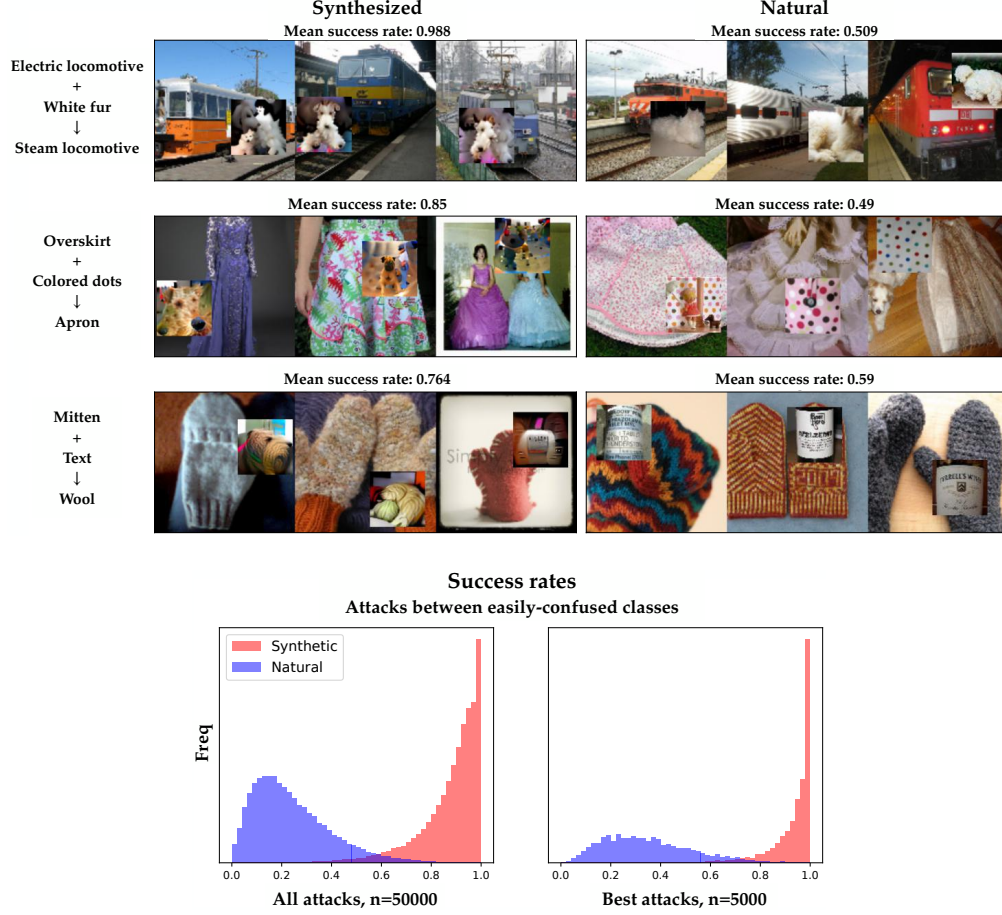 Synthesized
Natural
Mean success rate: 0.988
Mean success rate: 0.509
Electric locomotive
+
White fur
↓
Steam locomotive
Mean success rate: 0.85
Mean success rate: 0.49
Overskirt
+
Colored dots
↓
Apron
Mean success rate: 0.764
Mean success rate: 0.59
Mitten
+
Text
↓
Wool
Success rates
Attacks between easily-confused classes
Synthetic
Natural
Freq
0.0 0.2 0.4 0.6 0.8 1.0
0.0 0.2 0.4 0.6 0.8 1.0
All attacks, n=50000
Best attacks, n=5000